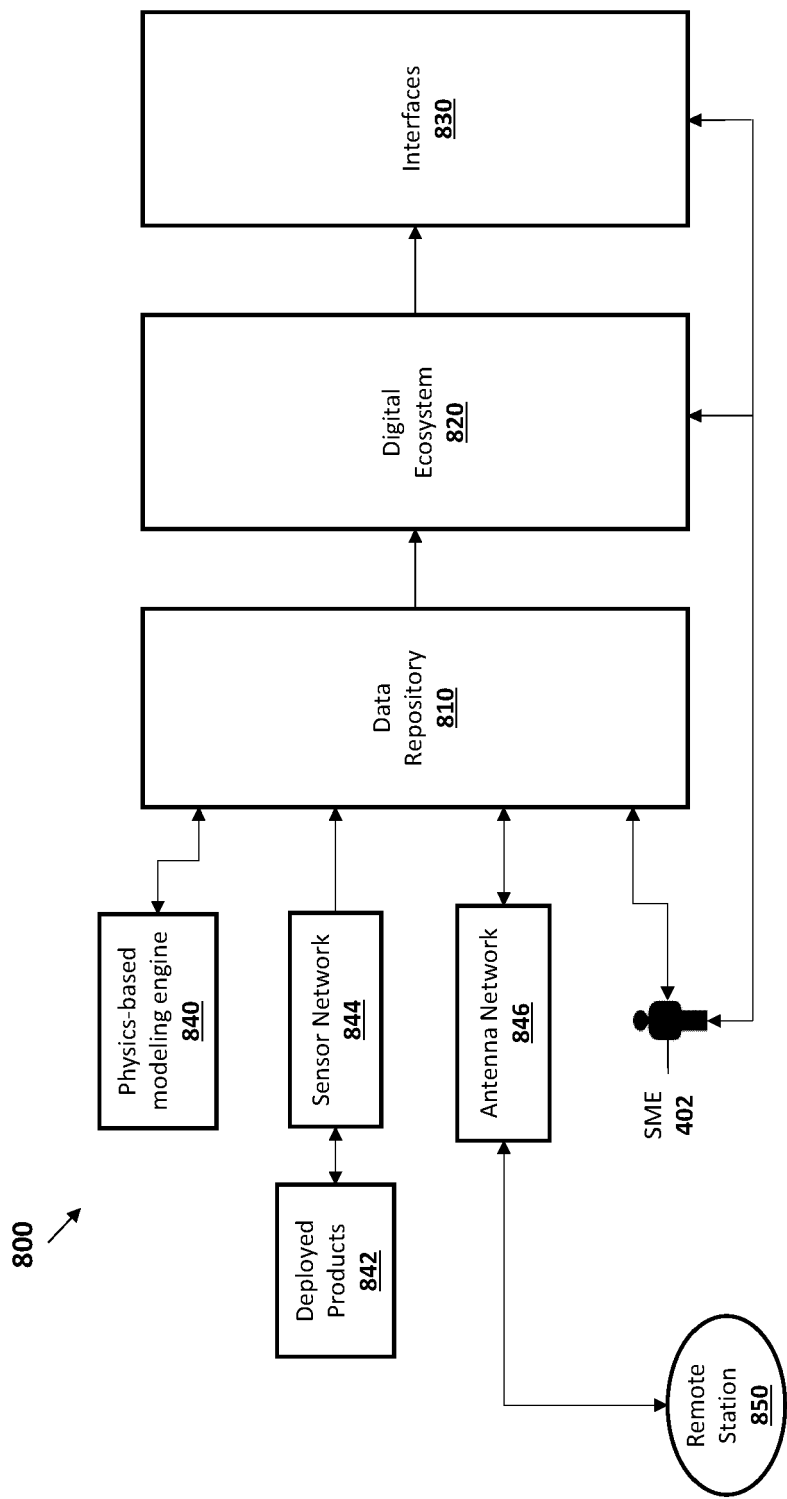 800
Physics-based
modeling engine
840
Deployed
Products
842
Sensor Network
844
Antenna Network
846
Remote
Station
850
SME
402
Data
Repository
810
Digital
Ecosystem
820
Interfaces
830